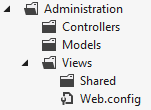 Administration
Controllers
Models
Views
Shared
Web.config